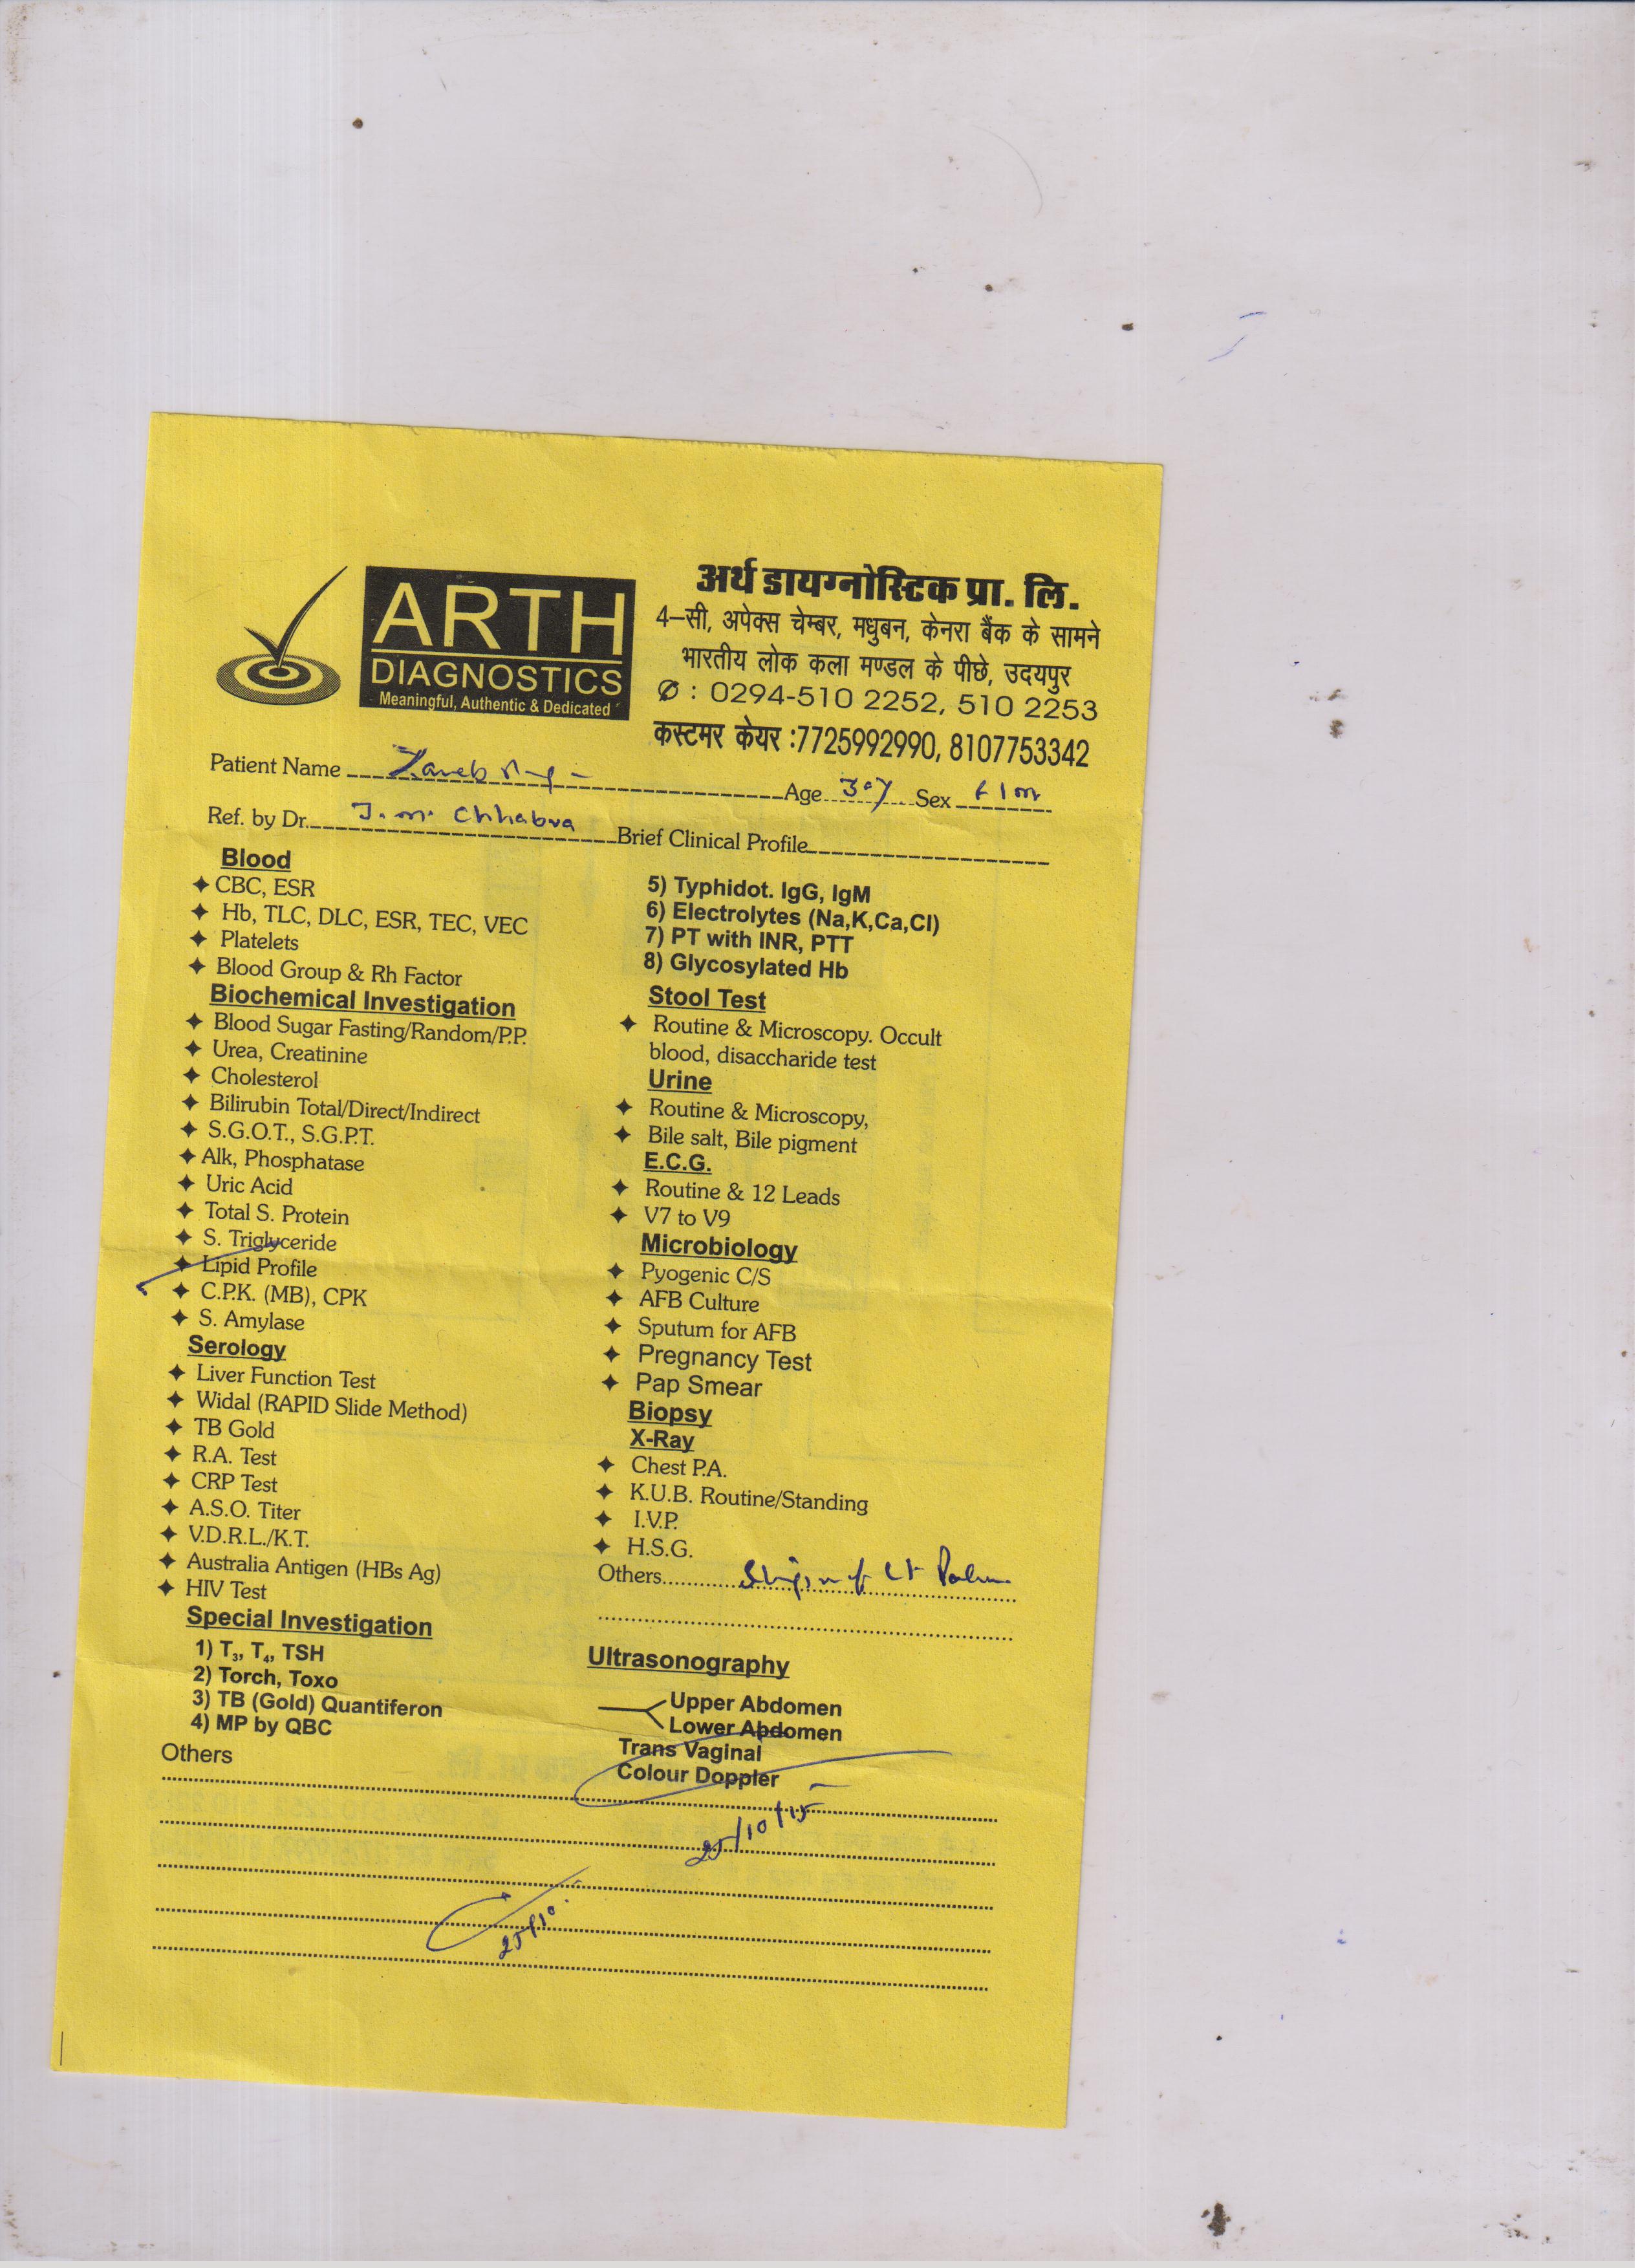 ARTH
DIAGNOSTICS
Meaningful, Authentic & Dedicated
अर्थ डायग्नोस्टिक प्रा. लि.
4–सी, अपेक्स चेम्बर, मधुबन, केनरा बैंक के सामने
भारतीय लोक कला मण्डल के पीछे, उदयपुर
✆ : 0294-510 2252, 510 2253
कस्टमर केयर :7725992990, 8107753342
Patient Name
Age 30y Sex
Ref. by Dr. J. M. Chhabra Brief Clinical Profile
Blood
✦ CBC, ESR
✦ Hb, TLC, DLC, ESR, TEC, VEC
✦ Platelets
✦ Blood Group & Rh Factor
Biochemical Investigation
✦ Blood Sugar Fasting/Random/P.P.
✦ Urea, Creatinine
✦ Cholesterol
✦ Bilirubin Total/Direct/Indirect
✦ S.G.O.T., S.G.P.T.
✦ Alk, Phosphatase
✦ Uric Acid
✦ Total S. Protein
✦ S. Triglyceride
✦ Lipid Profile
✦ C.P.K. (MB), CPK
✦ S. Amylase
Serology
✦ Liver Function Test
✦ Widal (RAPID Slide Method)
✦ TB Gold
✦ R.A. Test
✦ CRP Test
✦ A.S.O. Titer
✦ V.D.R.L./K.T.
✦ Australia Antigen (HBs Ag)
✦ HIV Test
Special Investigation
1) T₃, T₄, TSH
2) Torch, Toxo
3) TB (Gold) Quantiferon
4) MP by QBC
Others
5) Typhidot. IgG, IgM
6) Electrolytes (Na,K,Ca,Cl)
7) PT with INR, PTT
8) Glycosylated Hb
Stool Test
✦ Routine & Microscopy. Occult
blood, disaccharide test
Urine
✦ Routine & Microscopy,
✦ Bile salt, Bile pigment
E.C.G.
✦ Routine & 12 Leads
✦ V7 to V9
Microbiology
✦ Pyogenic C/S
✦ AFB Culture
✦ Sputum for AFB
✦ Pregnancy Test
✦ Pap Smear
Biopsy
X-Ray
✦ Chest P.A.
✦ K.U.B. Routine/Standing
✦ I.V.P.
✦ H.S.G.
Others
Ultrasonography
Upper Abdomen
Lower Abdomen
Trans Vaginal
Colour Doppler
25/10/15
25/10